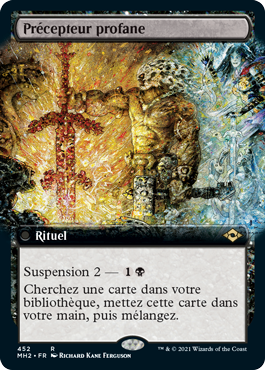 Précepteur profane
Rituel
Suspension 2 — 1
Cherchez une carte dans votre
bibliothèque, mettez cette carte dans
votre main, puis mélangez.
452 R
MH2 • FR Richard Kane Ferguson
™ & © 2021 Wizards of the Coast